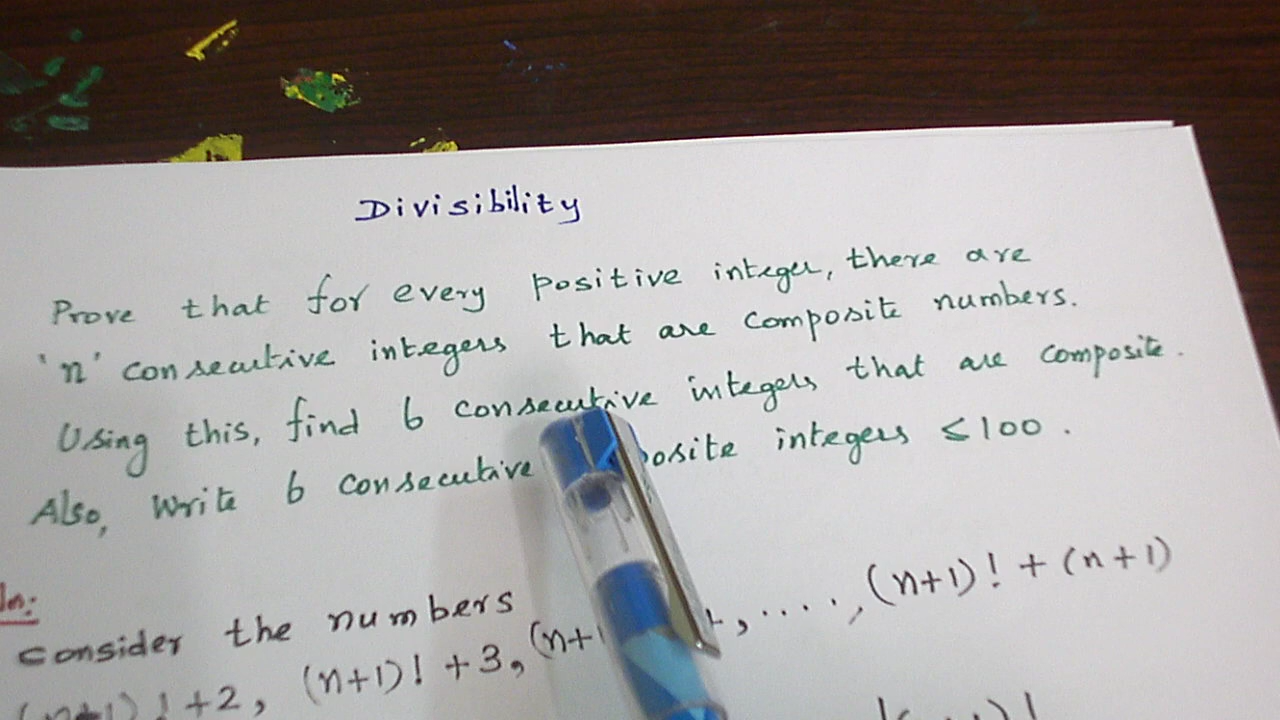 Divisibility
Prove that for every positive integer, there are
'n' consecutive integers that are composite numbers.
Using this, find 6 consecutive integers that are composite.
Also, Write 6 consecutive integers ≤100.
consider the numbers
(n+1)! +2, (n+1)! +3, ...., (n+1)! + (n+1)